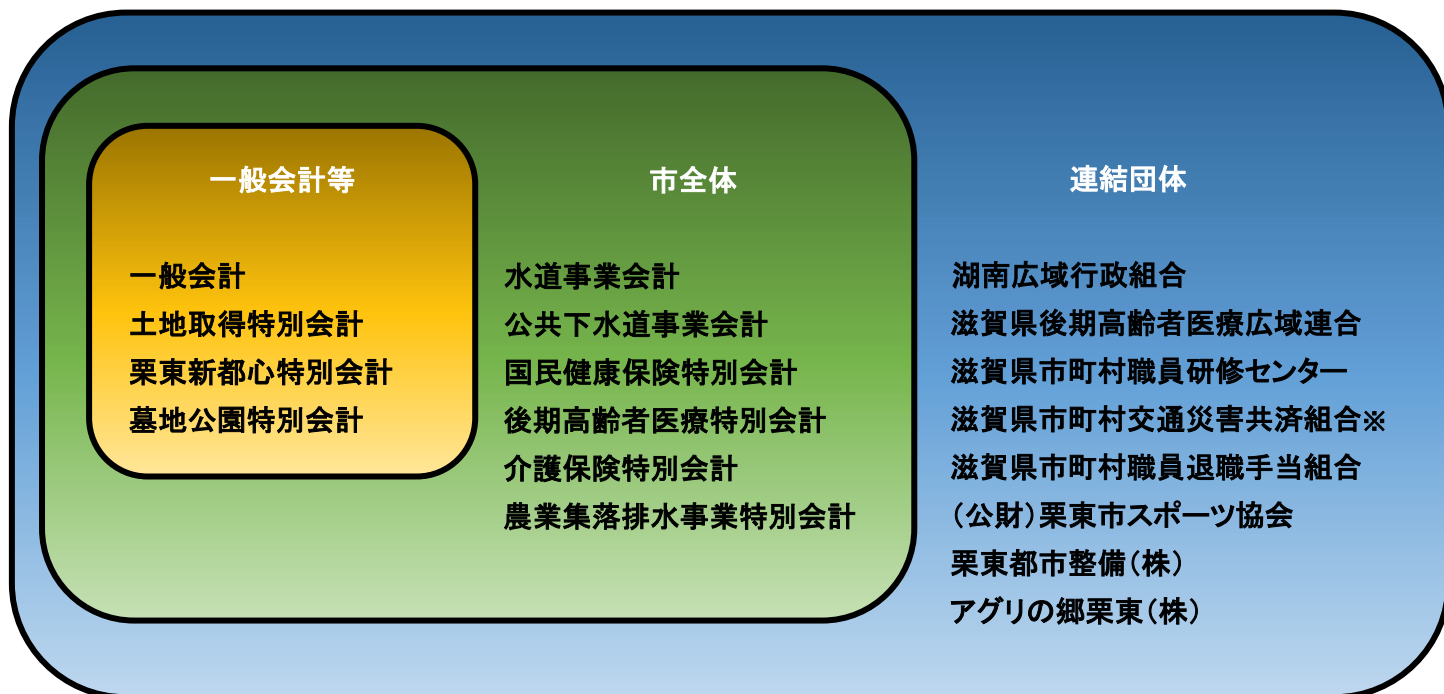 一般会計等
一般会計
土地取得特別会計
栗東新都心特別会計
墓地公園特別会計
市全体
水道事業会計
公共下水道事業会計
国民健康保険特別会計
後期高齢者医療特別会計
介護保険特別会計
農業集落排水事業特別会計
連結団体
湖南広域行政組合
滋賀県後期高齢者医療広域連合
滋賀県市町村職員研修センター
滋賀県市町村交通災害共済組合※
滋賀県市町村職員退職手当組合
（公財）栗東市スポーツ協会
栗東都市整備（株）
アグリの郷栗東（株）